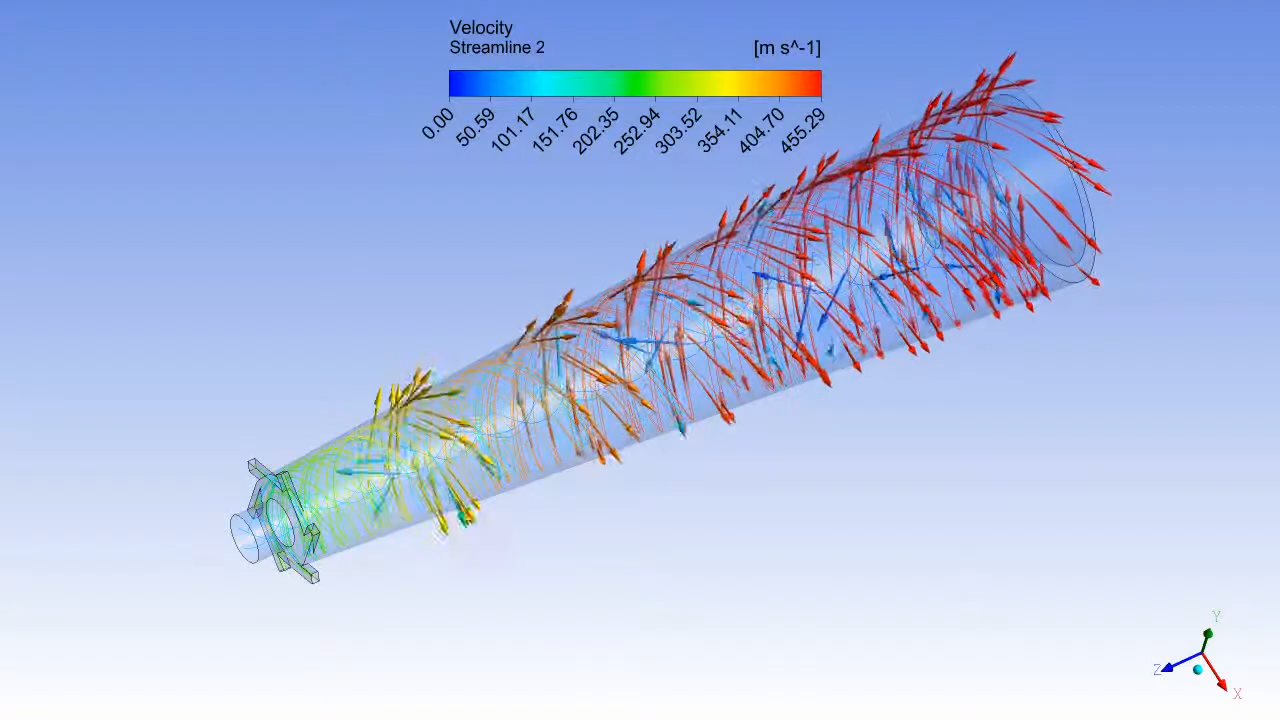 Velocity
Streamline 2
[m s^-1]
0.00
50.59
101.17
151.76
202.35
252.94
303.52
354.11
404.70
455.29
Y
Z
X